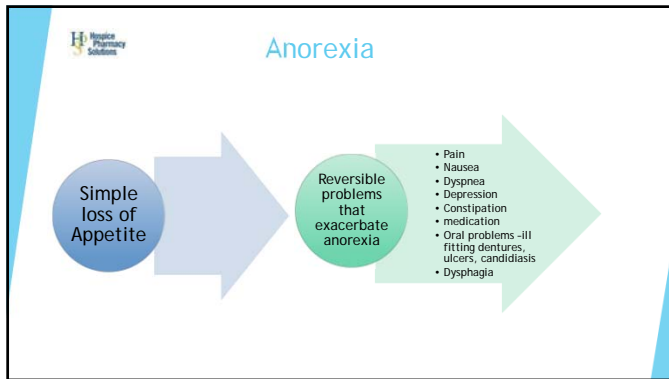 Hospice
Pharmacy
Solutions
Anorexia
Simple
loss of
Appetite
Reversible
problems
that
exacerbate
anorexia
• Pain
• Nausea
• Dyspnea
• Depression
• Constipation
• medication
• Oral problems -ill
fitting dentures,
ulcers, candidiasis
• Dysphagia